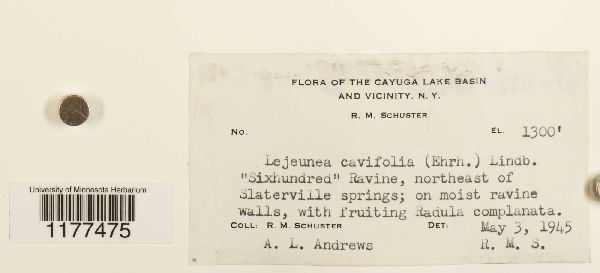 FLORA OF THE CAYUGA LAKE BASIN
AND VICINITY, N. Y.
R. M. SCHUSTER
No. EL. 1300'
Lejeunea cavifolia (Ehrh.) Lindb.
"Sixhundred" Ravine, northeast of
Slaterville springs; on moist ravine
walls, with fruiting Radula complanata.
COLL: R. M. SCHUSTER DET: May 3, 1945
A. L. Andrews R. M. S.
University of Minnesota Herbarium
1177475